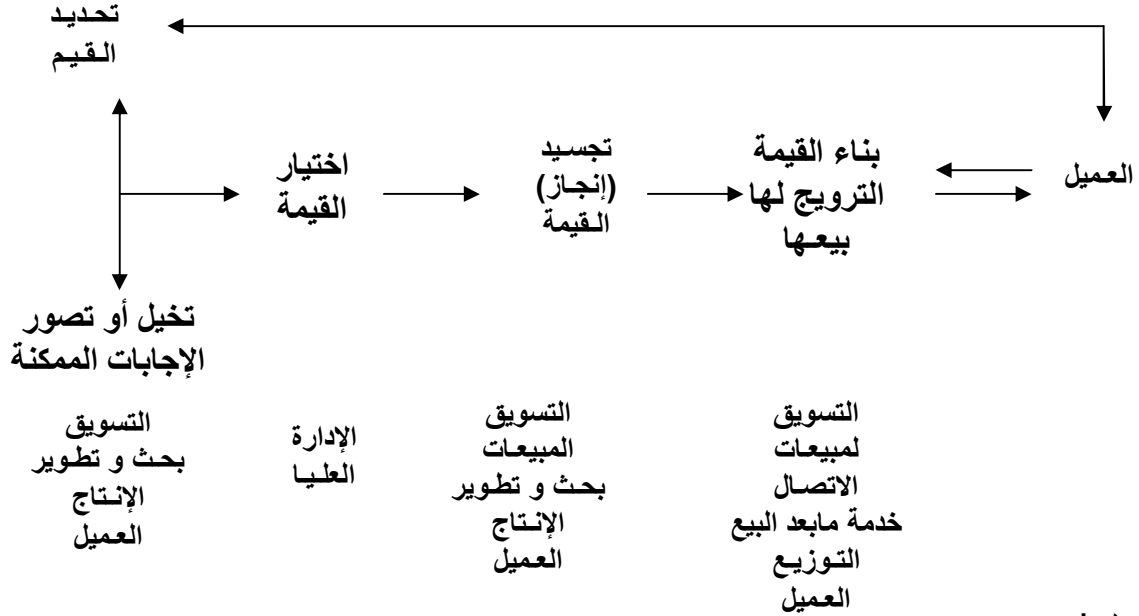 تحديد
القيم
اختيار
القيمة
تجسيد
(إنجاز)
القيمة
بناء القيمة
الترويج لها
بيعها
العميل
تخيل أو تصور
الإجابات الممكنة
التسويق
بحث و تطوير
الإنتاج
العميل
الإدارة
العليا
التسويق
المبيعات
بحث و تطوير
الإنتاج
العميل
التسويق
لمبيعات
الاتصال
خدمة مابعد البيع
التوزيع
العميل